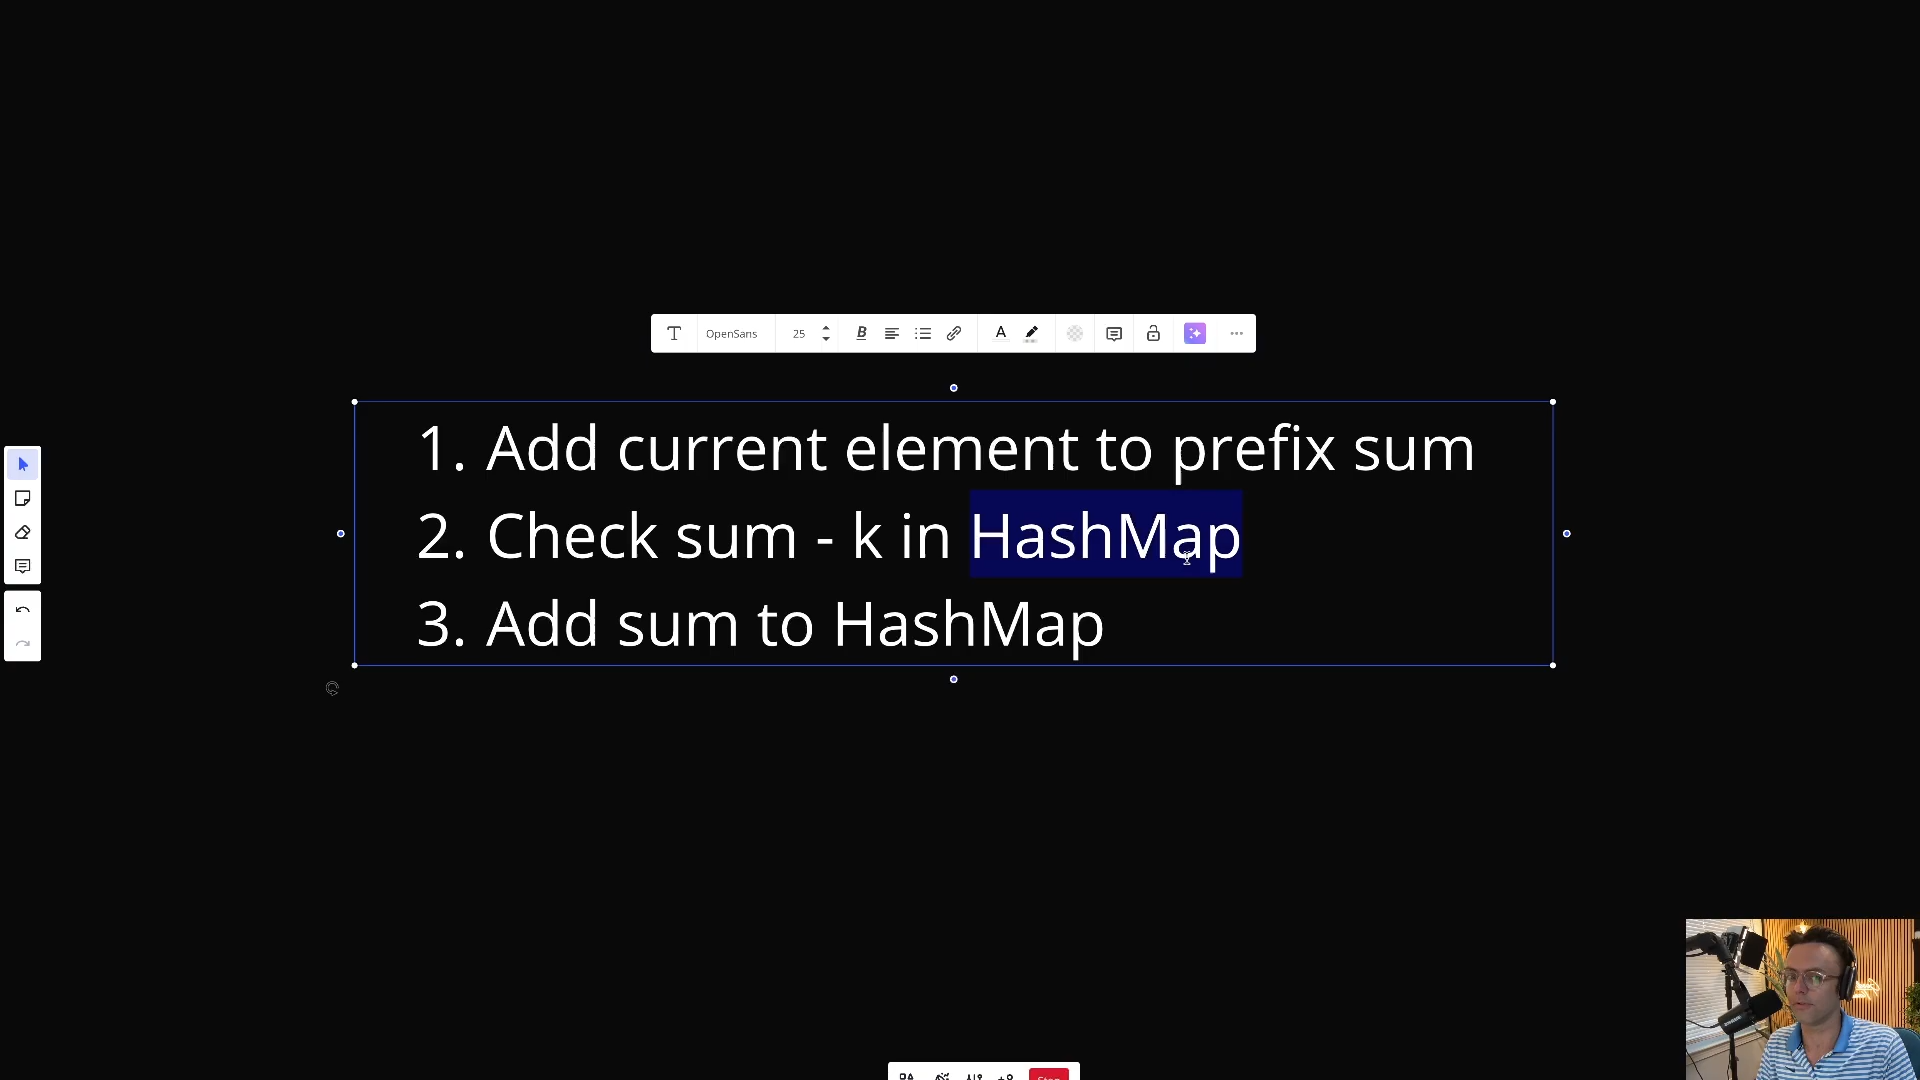 OpenSans 25
1. Add current element to prefix sum
2. Check sum - k in HashMap
3. Add sum to HashMap
Stop